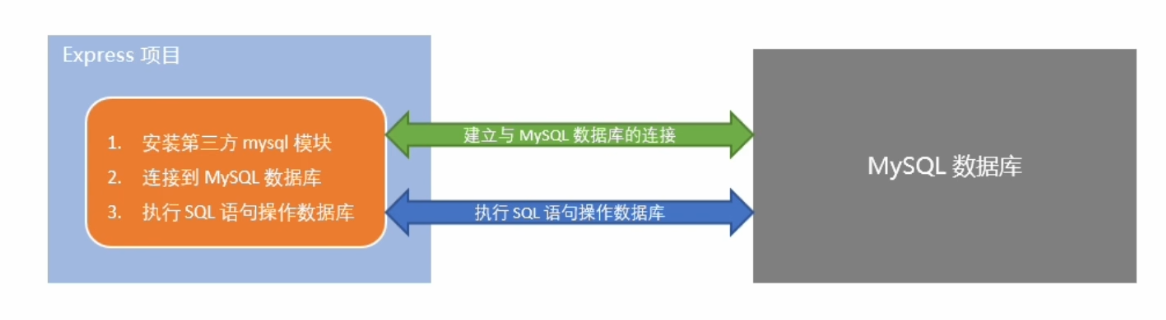 Express 项目
1. 安装第三方 mysql 模块
2. 连接到 MySQL 数据库
3. 执行 SQL 语句操作数据库
建立与 MySQL 数据库的连接
执行 SQL 语句操作数据库
MySQL 数据库